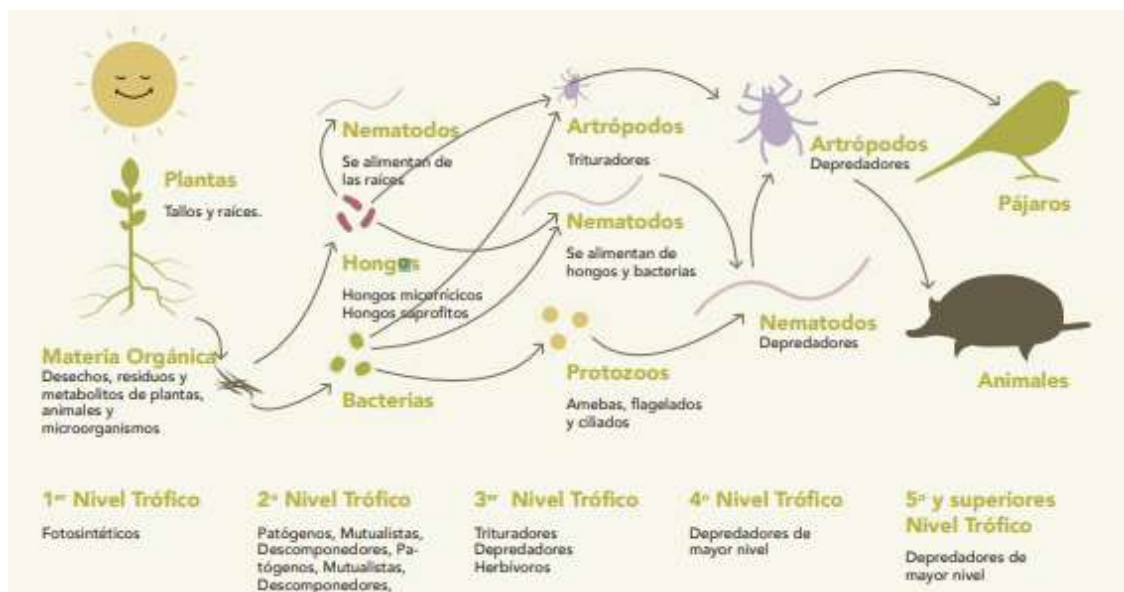 Plantas
Tallos y raíces.
Materia Orgánica
Desechos, residuos y
metabolitos de plantas,
animales y
microorganismos
Nematodos
Se alimentan de
las raíces
Hongos
Hongos micorrícicos
Hongos saprofitos
Bacterias
Artrópodos
Trituradores
Nematodos
Se alimentan de
hongos y bacterias
Protozoos
Amebas, flagelados
y ciliados
Artrópodos
Depredadores
Nematodos
Depredadores
Pájaros
Animales
1er Nivel Trófico
Fotosintéticos
2º Nivel Trófico
Patógenos, Mutualistas,
Descomponedores, Pa-
tógenos, Mutualistas,
Descomponedores,
3er Nivel Trófico
Trituradores
Depredadores
Herbívoros
4º Nivel Trófico
Depredadores de
mayor nivel
5º y superiores
Nivel Trófico
Depredadores de
mayor nivel